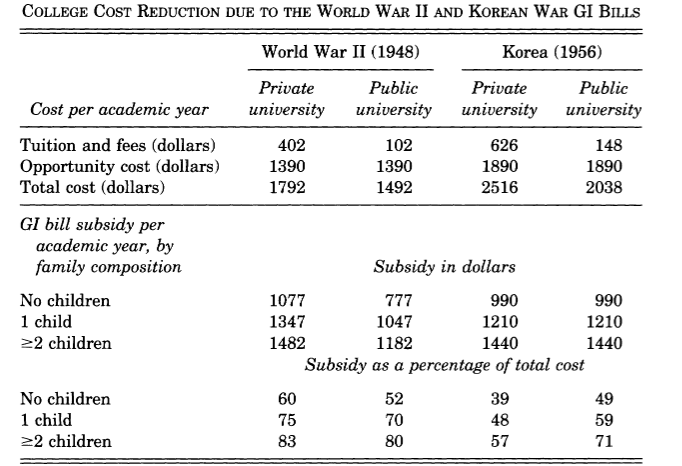 COLLEGE COST REDUCTION DUE TO THE WORLD WAR II AND KOREAN WAR GI BILLS
World War II (1948) Korea (1956)
Private Public Private Public
Cost per academic year university university university university
Tuition and fees (dollars) 402 102 626 148
Opportunity cost (dollars) 1390 1390 1890 1890
Total cost (dollars) 1792 1492 2516 2038
GI bill subsidy per
academic year, by
family composition Subsidy in dollars
No children 1077 777 990 990
1 child 1347 1047 1210 1210
≥2 children 1482 1182 1440 1440
Subsidy as a percentage of total cost
No children 60 52 39 49
1 child 75 70 48 59
≥2 children 83 80 57 71